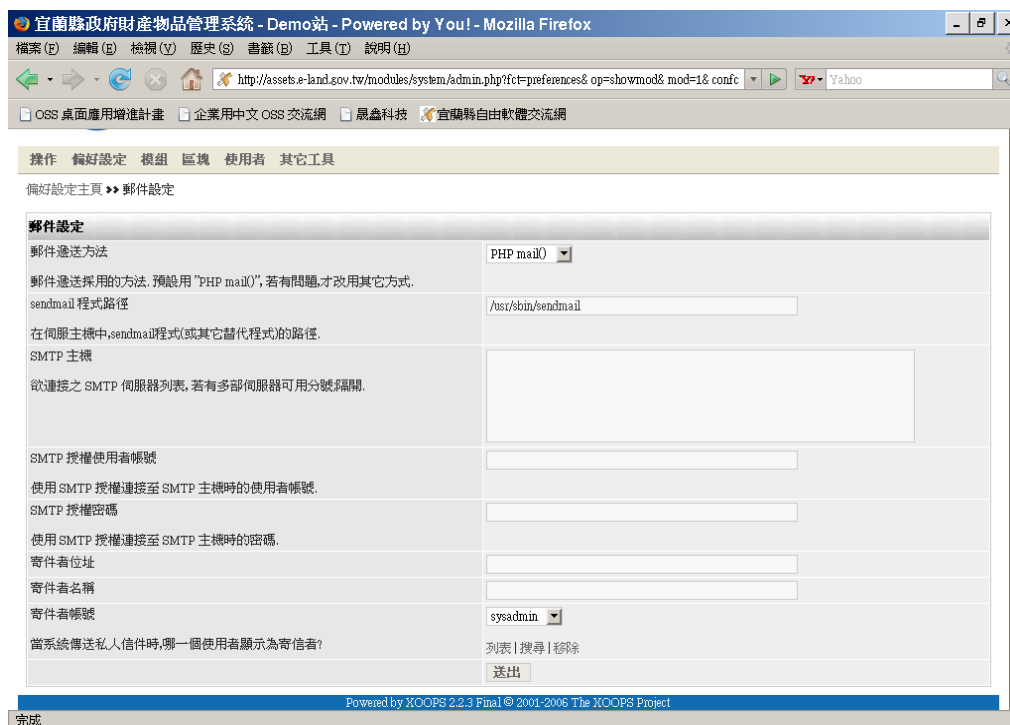 宜蘭縣政府財產物品管理系統 - Demo站 - Powered by You! - Mozilla Firefox
檔案(F) 編輯(E) 檢視(V) 歷史(S) 書籤(B) 工具(T) 說明(H)
http://assets.e-land.gov.tw/modules/system/admin.php?fct=preferences& op=showmod& mod=1& confc Yahoo
OSS 桌面應用增進計畫 企業用中文 OSS 交流網 晟鑫科技 宜蘭縣自由軟體交流網
操作 偏好設定 模組 區塊 使用者 其它工具
偏好設定主頁 >> 郵件設定
郵件設定
郵件遞送方法 PHP mail()
郵件遞送採用的方法. 預設用 "PHP mail()", 若有問題,才改用其它方式.
sendmail 程式路徑 /usr/sbin/sendmail
在伺服主機中,sendmail程式(或其它替代程式)的路徑.
SMTP 主機
欲連接之 SMTP 伺服器列表, 若有多部伺服器可用分號;隔開.
SMTP 授權使用者帳號
使用 SMTP 授權連接至 SMTP 主機時的使用者帳號.
SMTP 授權密碼
使用 SMTP 授權連接至 SMTP 主機時的密碼.
寄件者位址
寄件者名稱
寄件者帳號 sysadmin
當系統傳送私人信件時,哪一個使用者顯示為寄信者? 列表 | 搜尋 | 移除
送出
Powered by XOOPS 2.2.3 Final © 2001-2006 The XOOPS Project
完成